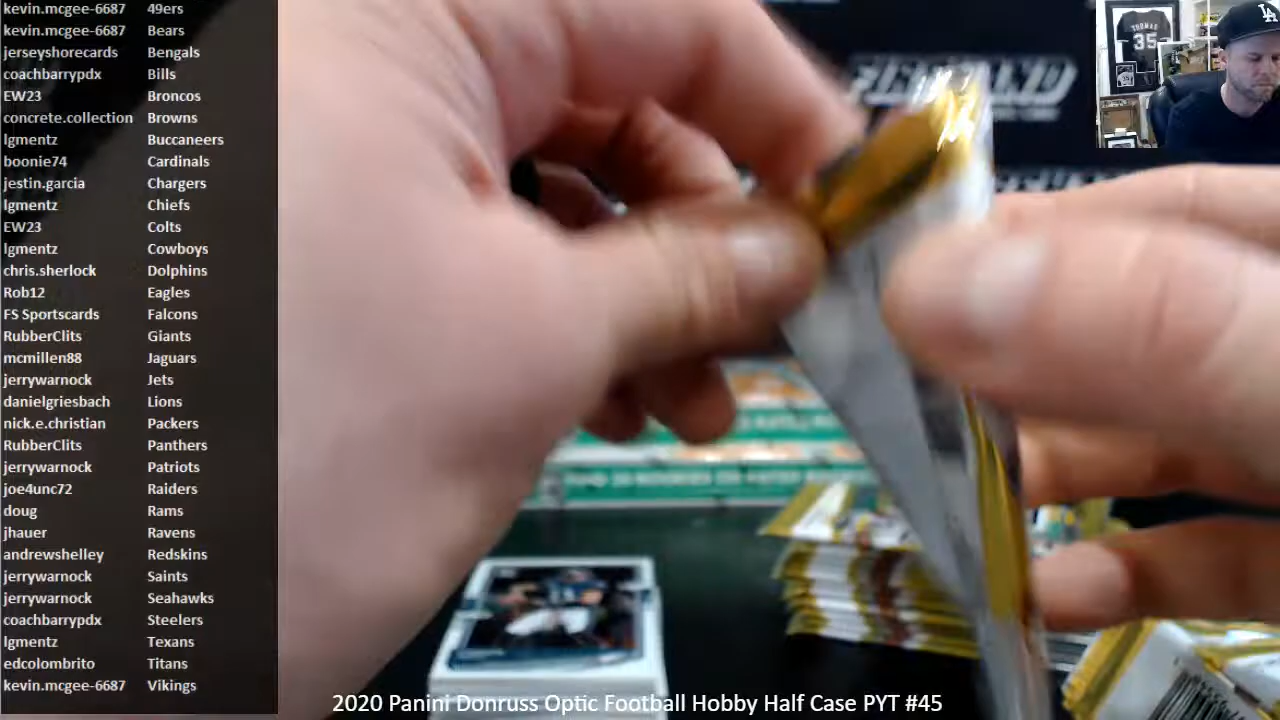 kevin.mcgee-6687 49ers
kevin.mcgee-6687 Bears
jerseyshorecards Bengals
coachbarrypdx Bills
EW23 Broncos
concrete.collection Browns
lgmentz Buccaneers
boonie74 Cardinals
jestin.garcia Chargers
lgmentz Chiefs
EW23 Colts
lgmentz Cowboys
chris.sherlock Dolphins
Rob12 Eagles
FS Sportscards Falcons
RubberClits Giants
mcmillen88 Jaguars
jerrywarnock Jets
danielgriesbach Lions
nick.e.christian Packers
RubberClits Panthers
jerrywarnock Patriots
joe4unc72 Raiders
doug Rams
jhauer Ravens
andrewshelley Redskins
jerrywarnock Saints
jerrywarnock Seahawks
coachbarrypdx Steelers
lgmentz Texans
edcolombrito Titans
kevin.mcgee-6687 Vikings
THOMAS
35
LA
2020 Panini Donruss Optic Football Hobby Half Case PYT #45